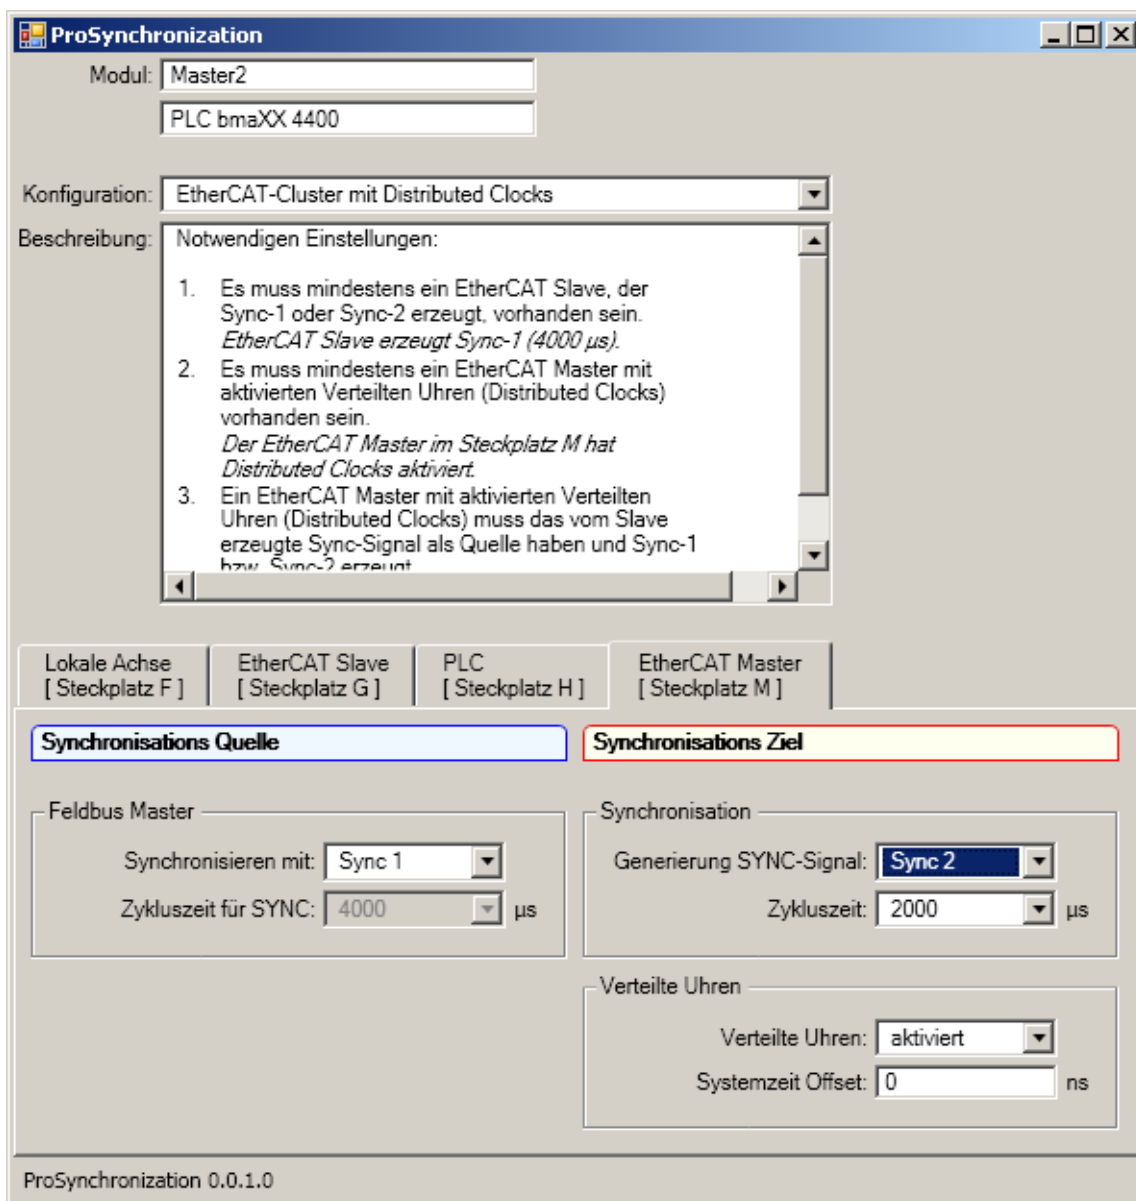 ProSynchronization
Modul: Master2
PLC bmaXX 4400
Konfiguration: EtherCAT-Cluster mit Distributed Clocks
Beschreibung: Notwendigen Einstellungen:
1. Es muss mindestens ein EtherCAT Slave, der
Sync-1 oder Sync-2 erzeugt, vorhanden sein.
EtherCAT Slave erzeugt Sync-1 (4000 µs).
2. Es muss mindestens ein EtherCAT Master mit
aktivierten Verteilten Uhren (Distributed Clocks)
vorhanden sein.
Der EtherCAT Master im Steckplatz M hat
Distributed Clocks aktiviert.
3. Ein EtherCAT Master mit aktivierten Verteilten
Uhren (Distributed Clocks) muss das vom Slave
erzeugte Sync-Signal als Quelle haben und Sync-1
bzw. Sync-2 erzeugt
Lokale Achse
[ Steckplatz F ]
EtherCAT Slave
[ Steckplatz G ]
PLC
[ Steckplatz H ]
EtherCAT Master
[ Steckplatz M ]
Synchronisations Quelle
Feldbus Master
Synchronisieren mit: Sync 1
Zykluszeit für SYNC: 4000 µs
Synchronisations Ziel
Synchronisation
Generierung SYNC-Signal: Sync 2
Zykluszeit: 2000 µs
Verteilte Uhren
Verteilte Uhren: aktiviert
Systemzeit Offset: 0 ns
ProSynchronization 0.0.1.0